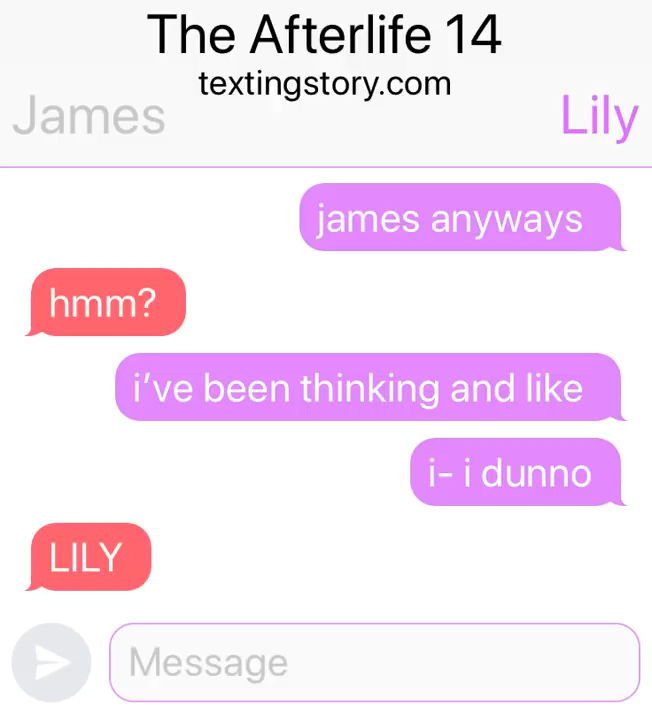 The Afterlife 14
textingstory.com
James
Lily
james anyways
hmm?
i’ve been thinking and like
i- i dunno
LILY
Message